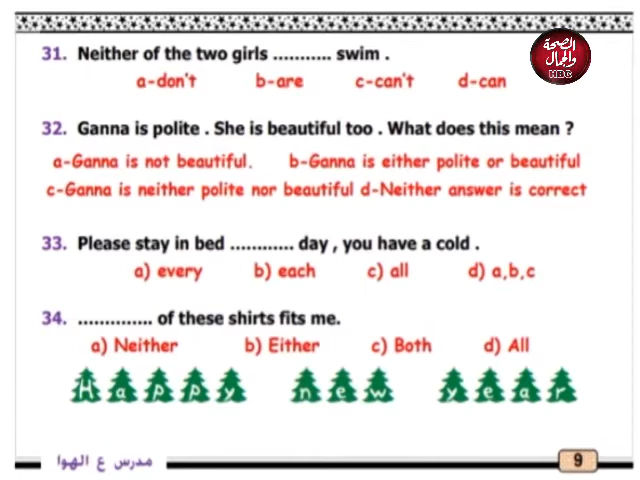 الصحة
والجمال
HBG
31. Neither of the two girls ........... swim .
a-don't b-are c-can't d-can
32. Ganna is polite . She is beautiful too . What does this mean ?
a-Ganna is not beautiful. b-Ganna is either polite or beautiful
c-Ganna is neither polite nor beautiful d-Neither answer is correct
33. Please stay in bed ............ day , you have a cold .
a) every b) each c) all d) a,b,c
34. .............. of these shirts fits me.
a) Neither b) Either c) Both d) All
Happy new year
مدرس ع الهوا
9